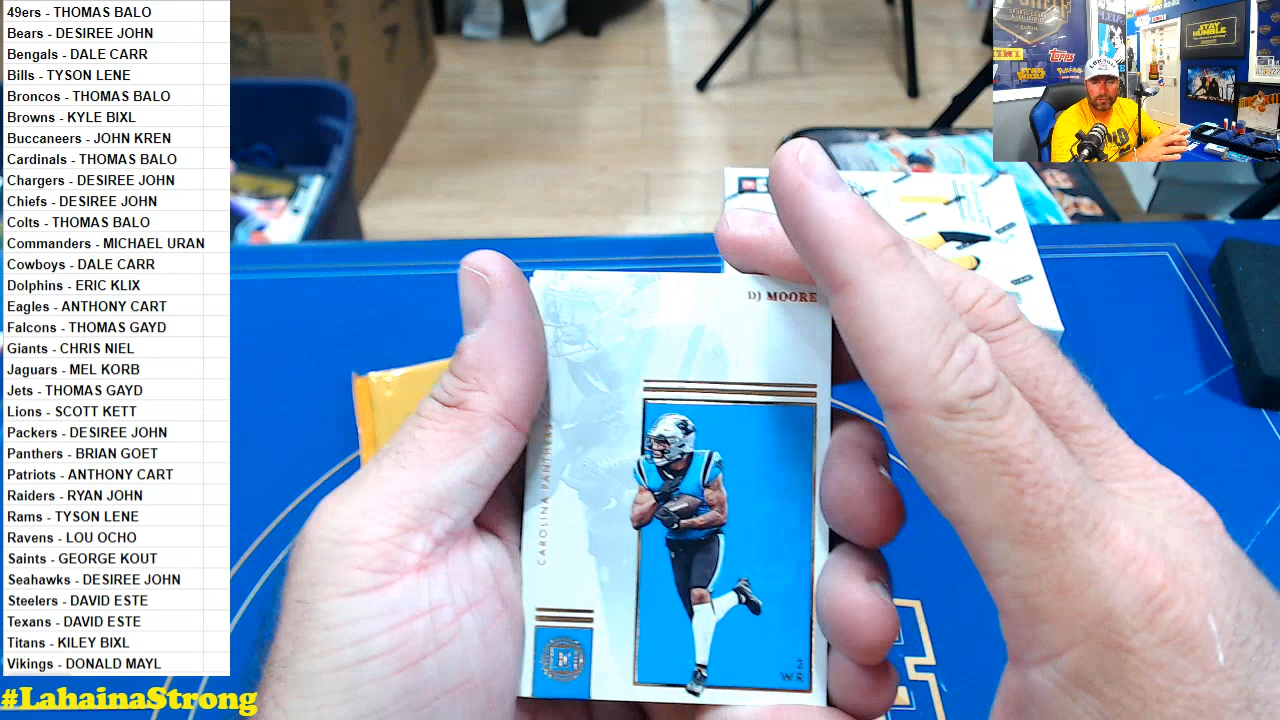 49ers - THOMAS BALO
Bears - DESIREE JOHN
Bengals - DALE CARR
Bills - TYSON LENE
Broncos - THOMAS BALO
Browns - KYLE BIXL
Buccaneers - JOHN KREN
Cardinals - THOMAS BALO
Chargers - DESIREE JOHN
Chiefs - DESIREE JOHN
Colts - THOMAS BALO
Commanders - MICHAEL URAN
Cowboys - DALE CARR
Dolphins - ERIC KLIX
Eagles - ANTHONY CART
Falcons - THOMAS GAYD
Giants - CHRIS NIEL
Jaguars - MEL KORB
Jets - THOMAS GAYD
Lions - SCOTT KETT
Packers - DESIREE JOHN
Panthers - BRIAN GOET
Patriots - ANTHONY CART
Raiders - RYAN JOHN
Rams - TYSON LENE
Ravens - LOU OCHO
Saints - GEORGE KOUT
Seahawks - DESIREE JOHN
Steelers - DAVID ESTE
Texans - DAVID ESTE
Titans - KILEY BIXL
Vikings - DONALD MAYL
#LahainaStrong
DJ MOORE
CAROLINA PANTHERS
WR
STAY
HUMBLE
Topps
STAR
WARS